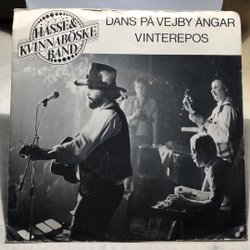 HASSE &
KVINNABÖSKE
BAND
DANS PÅ VEJBY ÄNGAR
VINTEREPOS